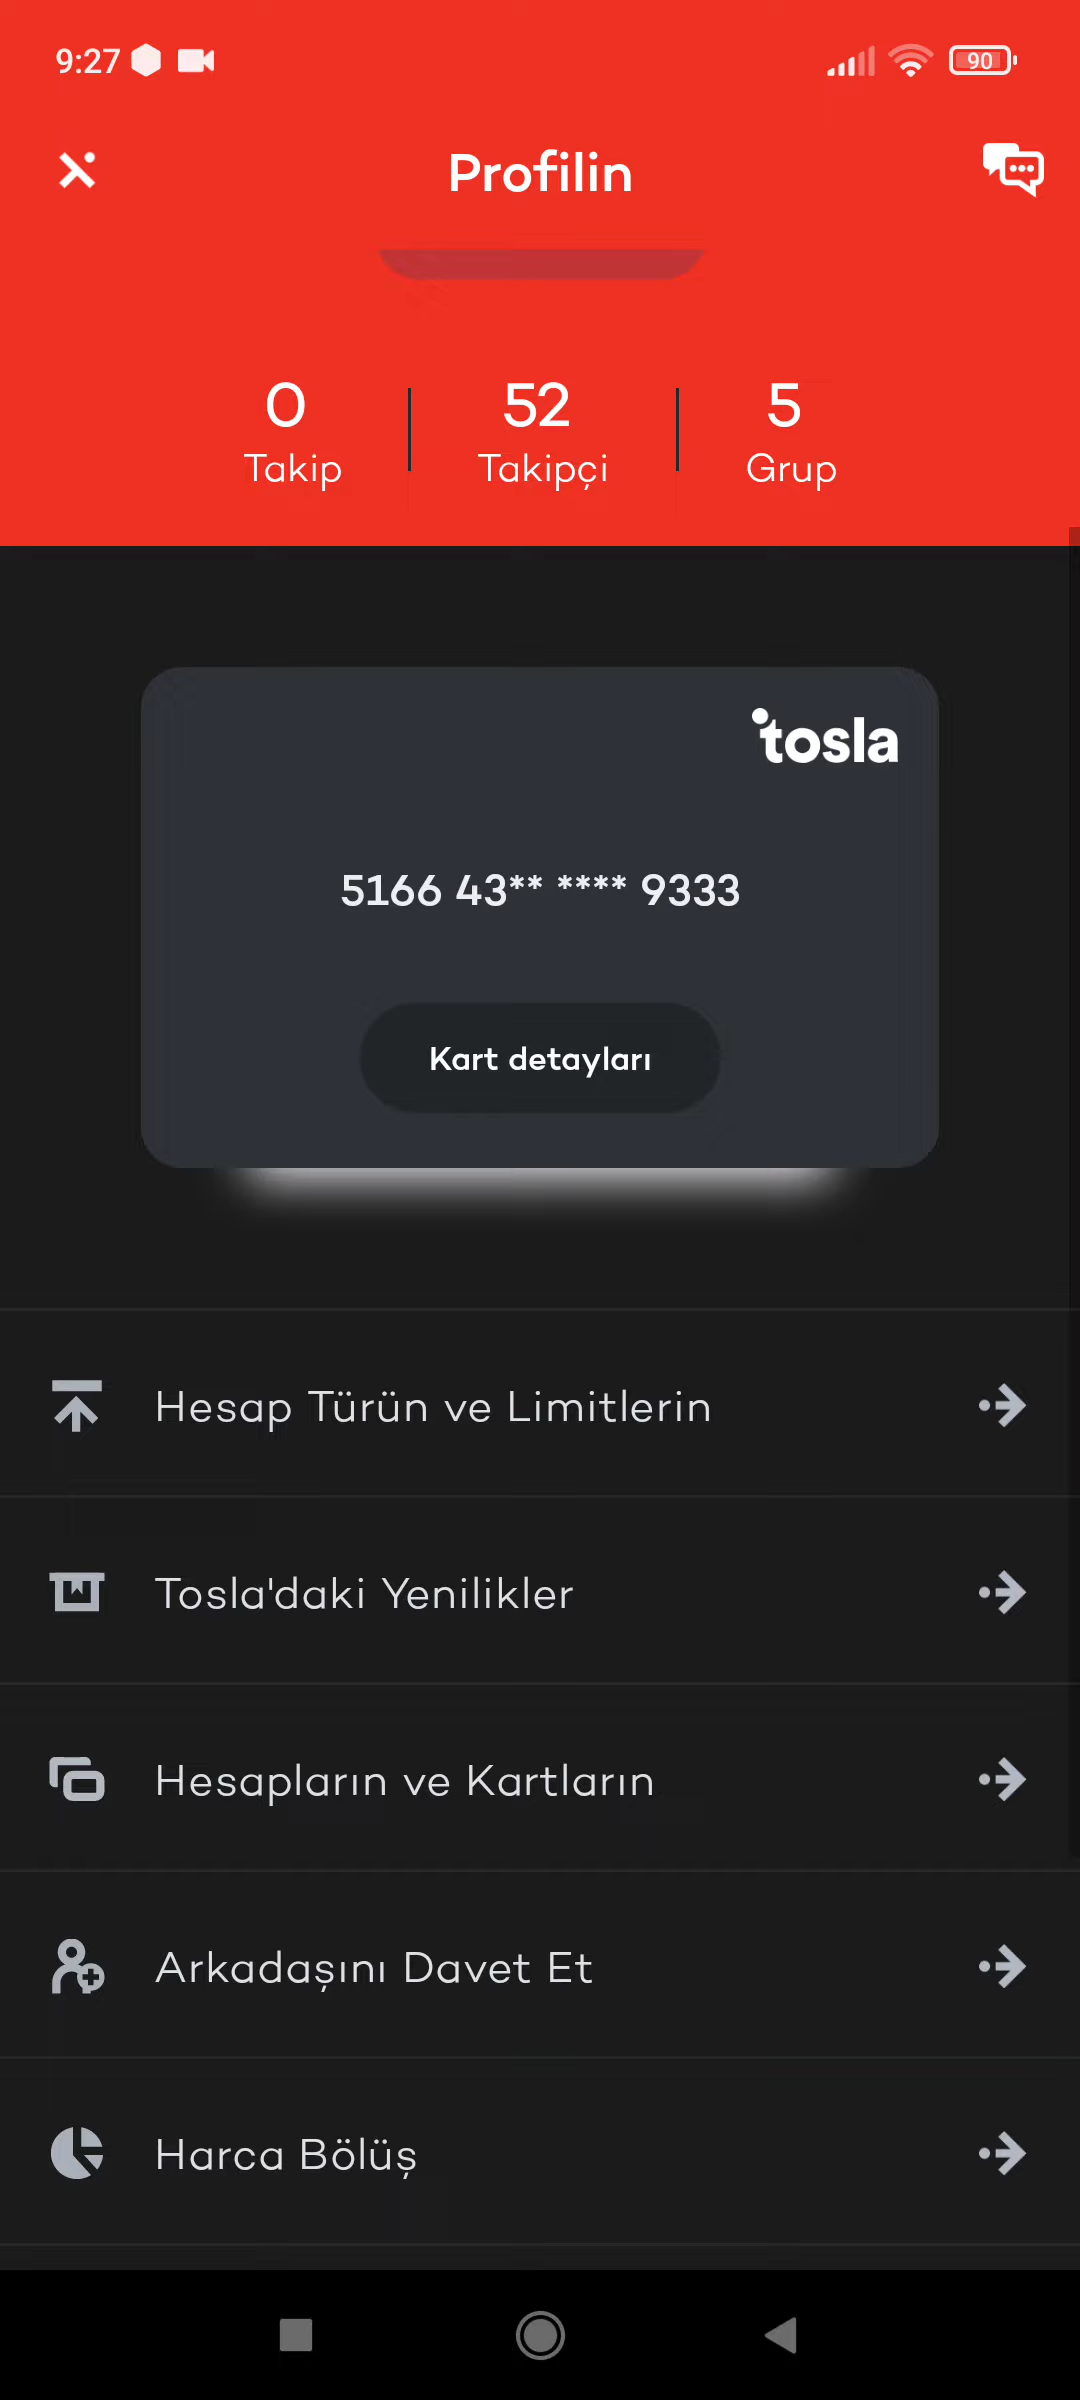 9:27
90
Profilin
0
Takip
52
Takipçi
5
Grup
tosla
5166 43** **** 9333
Kart detayları
Hesap Türün ve Limitlerin
Tosla'daki Yenilikler
Hesapların ve Kartların
Arkadaşını Davet Et
Harca Bölüş